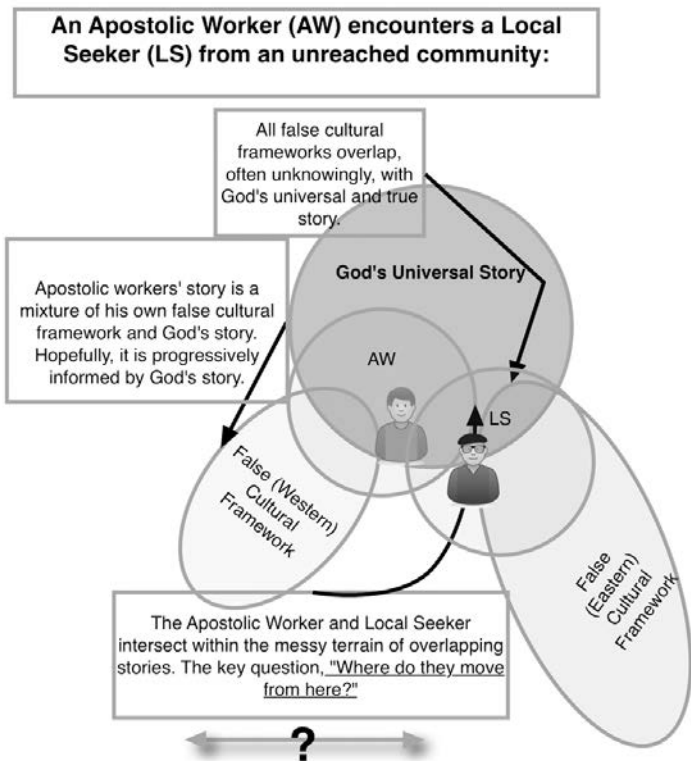 An Apostolic Worker (AW) encounters a Local
Seeker (LS) from an unreached community:
All false cultural
frameworks overlap,
often unknowingly, with
God's universal and true
story.
God's Universal Story
Apostolic workers' story is a
mixture of his own false cultural
framework and God's story.
Hopefully, it is progressively
informed by God's story.
AW
LS
False (Western)
Cultural
Framework
False
(Eastern)
Cultural
Framework
The Apostolic Worker and Local Seeker
intersect within the messy terrain of overlapping
stories. The key question, "Where do they move
from here?"
?